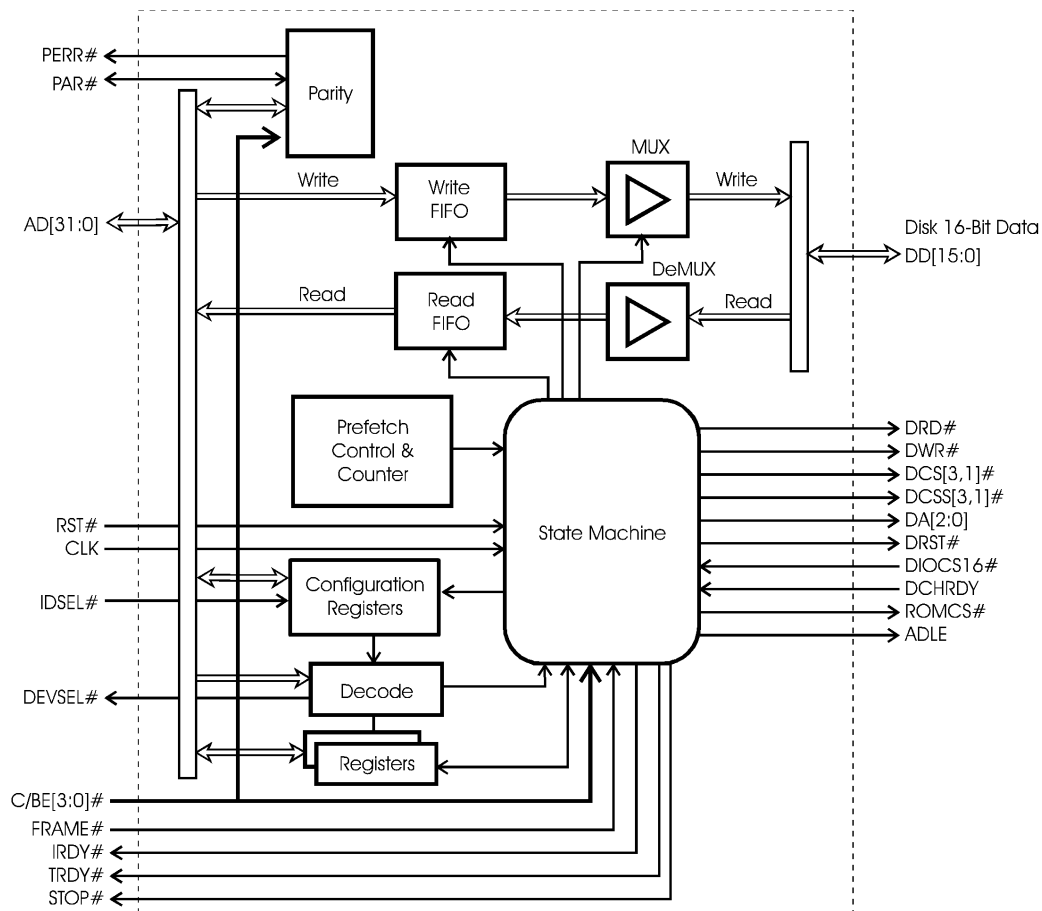 PERR#
PAR#
Parity
MUX
Write
Write
FIFO
Write
AD[31:0]
Disk 16-Bit Data
DD[15:0]
DeMUX
Read
Read
FIFO
Read
Prefetch
Control &
Counter
DRD#
DWR#
DCS[3,1]#
DCSS[3,1]#
DA[2:0]
DRST#
DIOCS16#
DCHRDY
ROMCS#
ADLE
State Machine
RST#
CLK
Configuration
Registers
IDSEL#
Decode
DEVSEL#
Registers
C/BE[3:0]#
FRAME#
IRDY#
TRDY#
STOP#